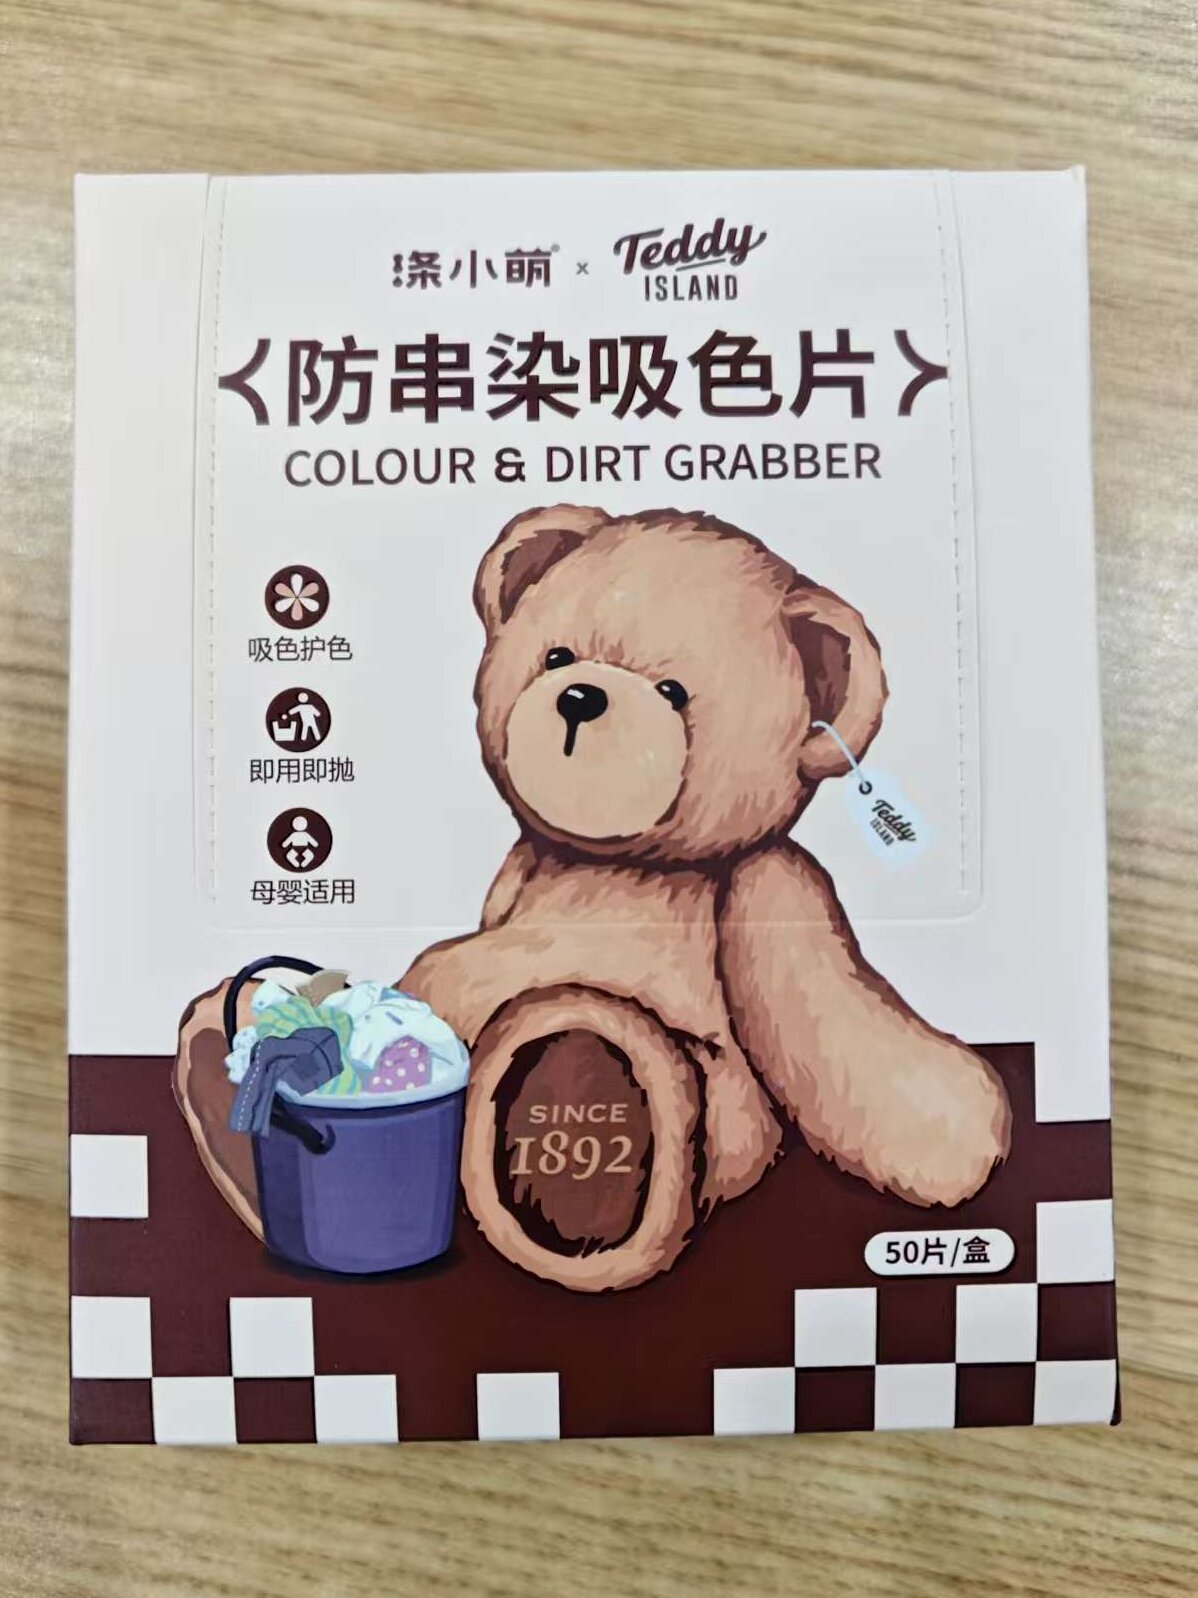 涤小萌® × Teddy ISLAND
防串染吸色片
COLOUR & DIRT GRABBER
吸色护色
即用即抛
母婴适用
Teddy
ISLAND
SINCE
1892
50片/盒